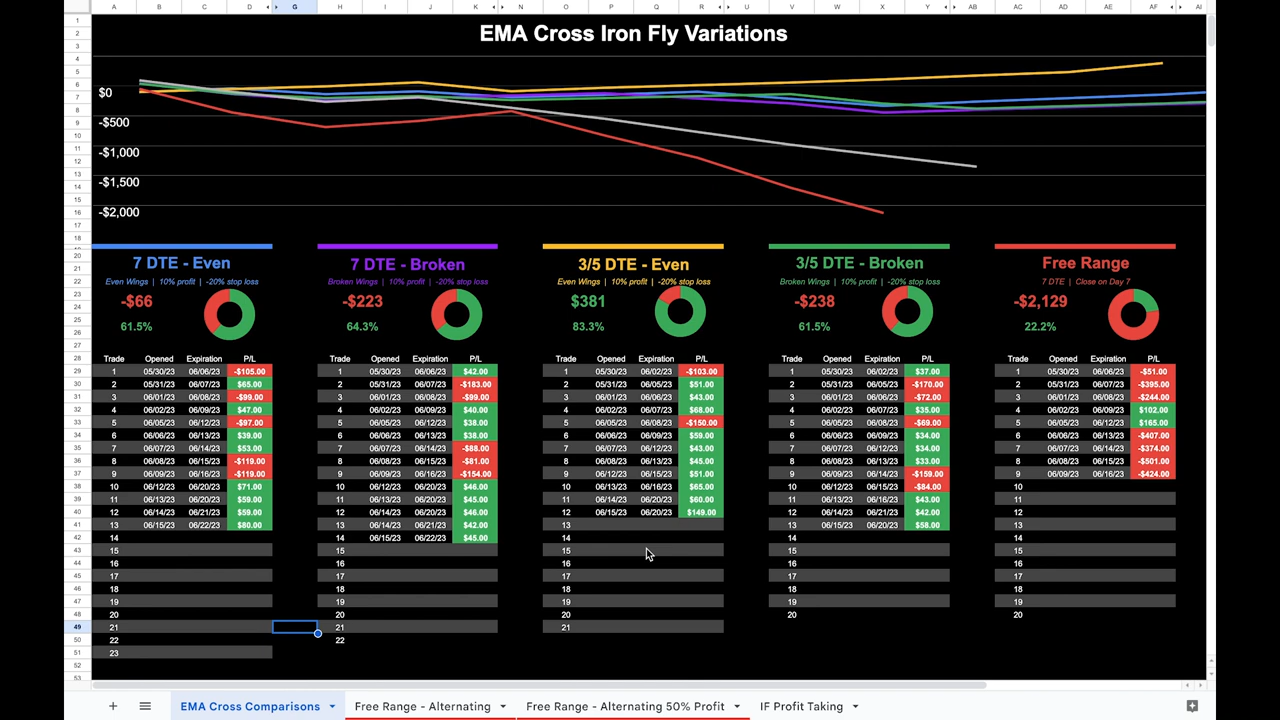 A B C D G H I J K N O P Q R U V W X Y AB AC AD AE AF AI
EMA Cross Iron Fly Variations
$0
-$500
-$1,000
-$1,500
-$2,000
7 DTE - Even
Even Wings | 10% profit | -20% stop loss
-$66
61.5%
Trade Opened Expiration P/L
1 05/30/23 06/06/23 -$105.00
2 05/31/23 06/07/23 $65.00
3 06/01/23 06/08/23 -$99.00
4 06/02/23 06/09/23 $47.00
5 06/05/23 06/12/23 -$97.00
6 06/06/23 06/13/23 $39.00
7 06/07/23 06/14/23 $53.00
8 06/08/23 06/15/23 -$119.00
9 06/09/23 06/16/23 -$119.00
10 06/12/23 06/20/23 $71.00
11 06/13/23 06/20/23 $59.00
12 06/14/23 06/21/23 $59.00
13 06/15/23 06/22/23 $80.00
14
15
16
17
18
19
20
21
22
23
7 DTE - Broken
Broken Wings | 10% profit | -20% stop loss
-$223
64.3%
Trade Opened Expiration P/L
1 05/30/23 06/06/23 $42.00
2 05/31/23 06/07/23 -$183.00
3 06/01/23 06/08/23 -$99.00
4 06/02/23 06/09/23 $40.00
5 06/05/23 06/12/23 $38.00
6 06/06/23 06/13/23 $38.00
7 06/07/23 06/14/23 -$88.00
8 06/08/23 06/15/23 -$81.00
9 06/09/23 06/16/23 -$154.00
10 06/12/23 06/20/23 $46.00
11 06/13/23 06/20/23 $45.00
12 06/14/23 06/20/23 $46.00
13 06/14/23 06/21/23 $42.00
14 06/15/23 06/22/23 $45.00
15
16
17
18
19
20
21
22
3/5 DTE - Even
Even Wings | 10% profit | -20% stop loss
$381
83.3%
Trade Opened Expiration P/L
1 05/30/23 06/02/23 -$103.00
2 05/31/23 06/05/23 $51.00
3 06/01/23 06/06/23 $43.00
4 06/02/23 06/07/23 $68.00
5 06/05/23 06/08/23 -$150.00
6 06/06/23 06/09/23 $59.00
7 06/07/23 06/12/23 $43.00
8 06/08/23 06/13/23 $45.00
9 06/09/23 06/12/23 $51.00
10 06/13/23 06/16/23 $65.00
11 06/14/23 06/20/23 $60.00
12 06/15/23 06/20/23 $149.00
13
14
15
16
17
18
19
20
21
3/5 DTE - Broken
Broken Wings | 10% profit | -20% stop loss
-$238
61.5%
Trade Opened Expiration P/L
1 05/30/23 06/02/23 $37.00
2 05/31/23 06/05/23 -$170.00
3 06/01/23 06/06/23 -$72.00
4 06/02/23 06/07/23 $35.00
5 06/05/23 06/08/23 -$69.00
6 06/06/23 06/09/23 $34.00
7 06/07/23 06/12/23 $34.00
8 06/08/23 06/13/23 $33.00
9 06/09/23 06/14/23 -$159.00
10 06/12/23 06/15/23 -$84.00
11 06/13/23 06/16/23 $43.00
12 06/14/23 06/20/23 $42.00
13 06/15/23 06/20/23 $58.00
14
15
16
17
18
19
20
Free Range
7 DTE | Close on Day 7
-$2,129
22.2%
Trade Opened Expiration P/L
1 05/30/23 06/06/23 -$51.00
2 05/31/23 06/07/23 -$395.00
3 06/01/23 06/08/23 -$244.00
4 06/02/23 06/09/23 $102.00
5 06/05/23 06/12/23 $165.00
6 06/06/23 06/13/23 -$407.00
7 06/07/23 06/14/23 -$374.00
8 06/08/23 06/15/23 -$501.00
9 06/09/23 06/16/23 -$424.00
10
11
12
13
14
15
16
17
18
19
20
EMA Cross Comparisons Free Range - Alternating Free Range - Alternating 50% Profit IF Profit Taking